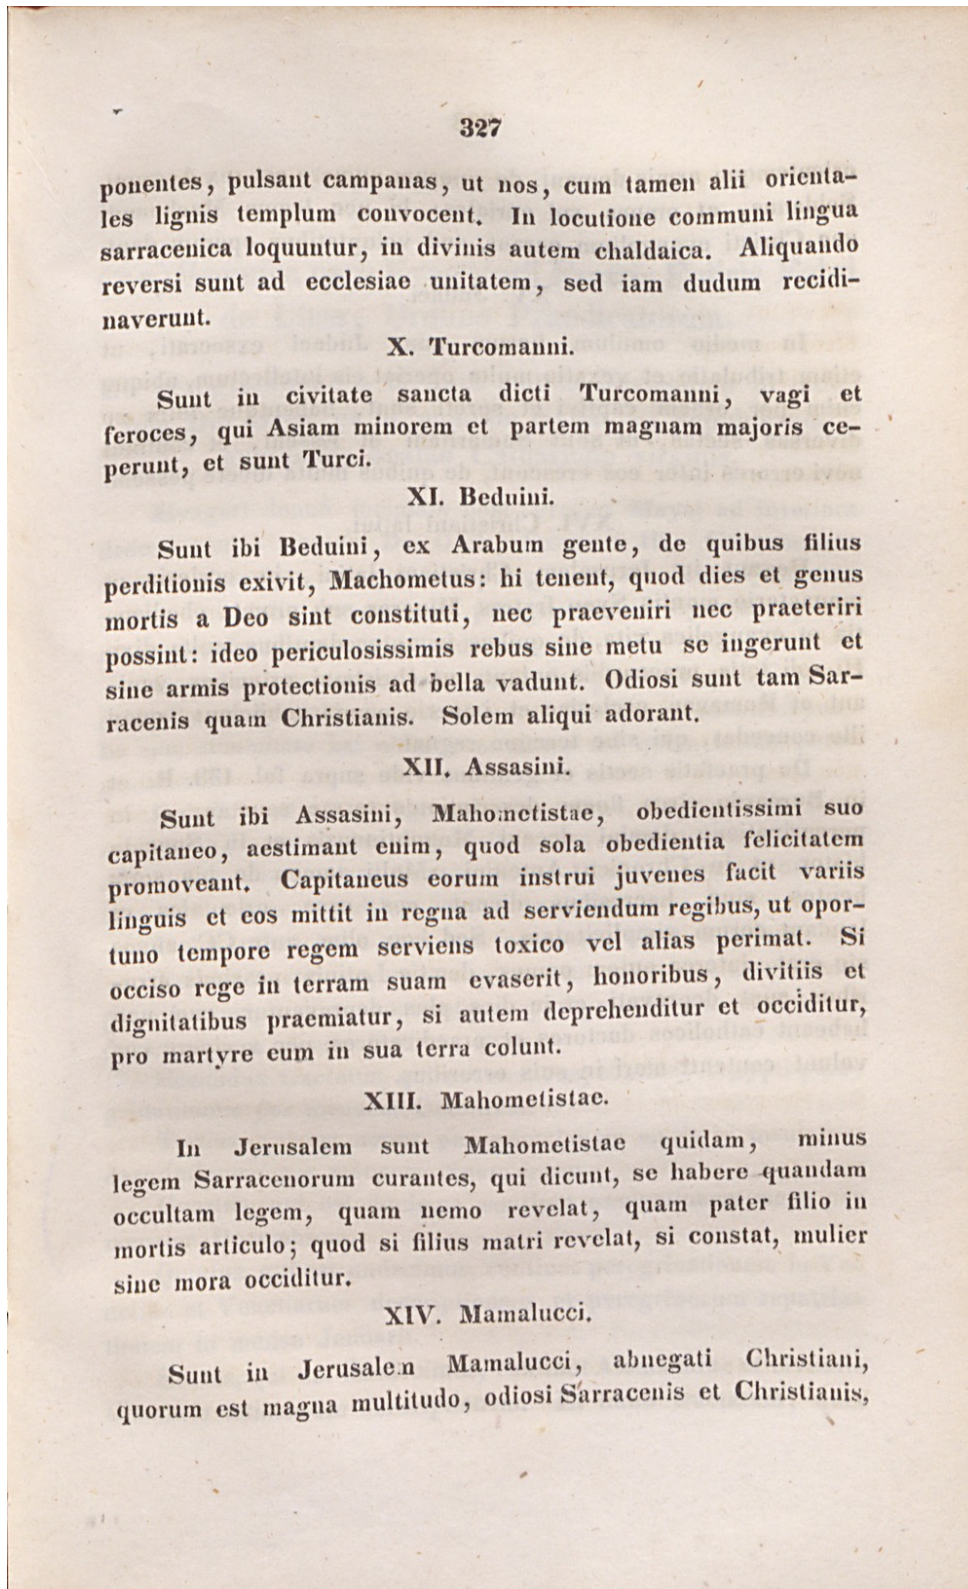 327
ponentes, pulsant campanas, ut nos, cum tamen alii orienta-
les lignis templum convocent. In locutione communi lingua
sarracenica loquuntur, in divinis autem chaldaica. Aliquando
reversi sunt ad ecclesiae unitatem, sed iam dudum recidi-
naverunt.
X. Turcomanni.
Sunt in civitate sancta dicti Turcomanni, vagi et
feroces, qui Asiam minorem et partem magnam majoris ce-
perunt, et sunt Turci.
XI. Beduini.
Sunt ibi Beduini, ex Arabum gente, de quibus filius
perditionis exivit, Machometus: hi tenent, quod dies et genus
mortis a Deo sint constituti, nec praeveniri nec praeteriri
possint: ideo periculosissimis rebus sine metu se ingerunt et
sine armis protectionis ad bella vadunt. Odiosi sunt tam Sar-
racenis quam Christianis. Solem aliqui adorant.
XII. Assasini.
Sunt ibi Assasini, Mahometistae, obedientissimi suo
capitaneo, aestimant enim, quod sola obedientia felicitatem
promoveant. Capitaneus eorum instrui juvenes facit variis
linguis et eos mittit in regna ad serviendum regibus, ut opor-
tuno tempore regem serviens toxico vel alias perimat. Si
occiso rege in terram suam evaserit, honoribus, divitiis et
dignitatibus praemiatur, si autem deprehenditur et occiditur,
pro martyre eum in sua terra colunt.
XIII. Mahometistae.
In Jerusalem sunt Mahometistae quidam, minus
legem Sarracenorum curantes, qui dicunt, se habere quandam
occultam legem, quam nemo revelat, quam pater filio in
mortis articulo; quod si filius matri revelat, si constat, mulier
sine mora occiditur.
XIV. Mamalucci.
Sunt in Jerusalem Mamalucci, abnegati Christiani,
quorum est magna multitudo, odiosi Sarracenis et Christianis,